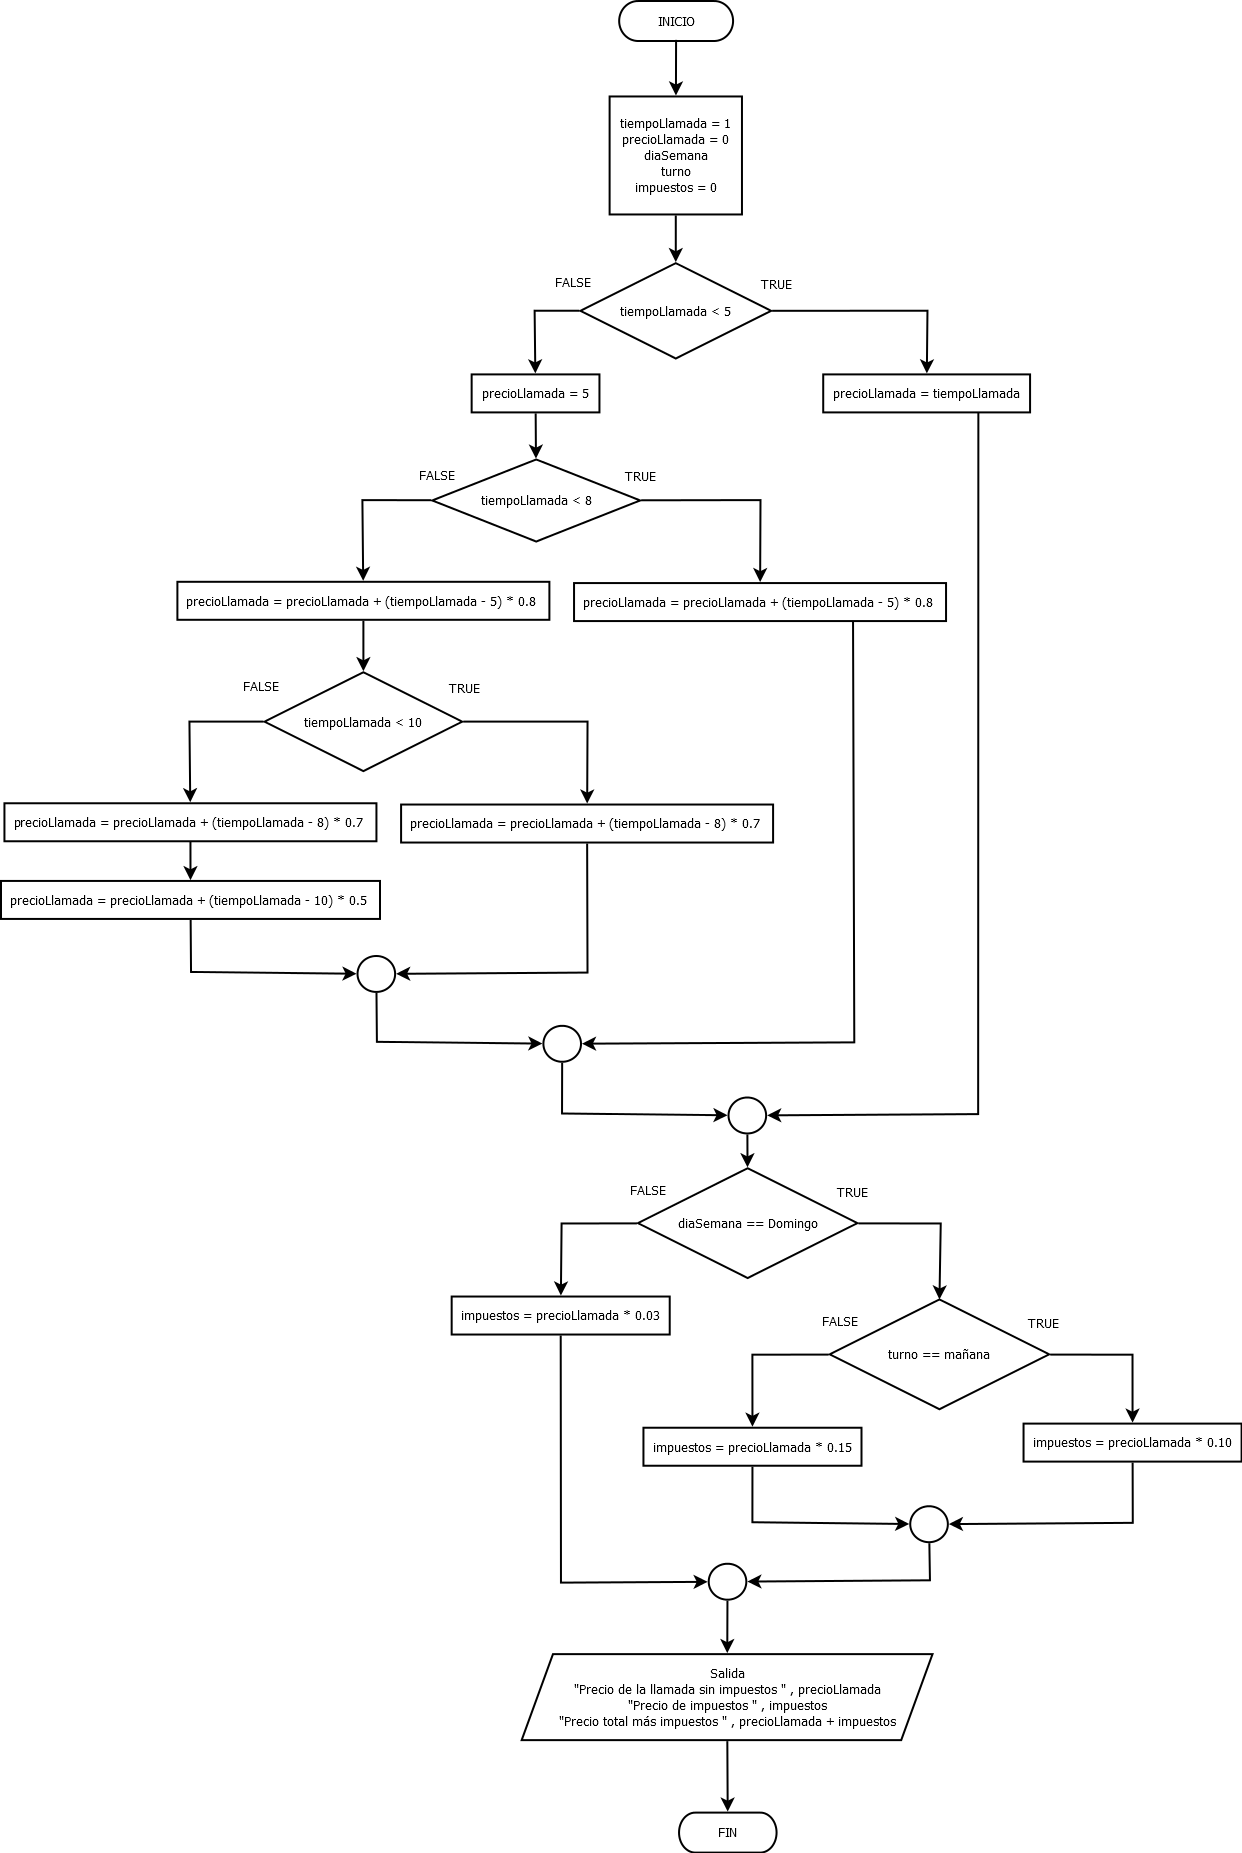 INICIO
tiempoLlamada = 1
precioLlamada = 0
diaSemana
turno
impuestos = 0
FALSE
TRUE
tiempoLlamada < 5
precioLlamada = 5
precioLlamada = tiempoLlamada
FALSE
TRUE
tiempoLlamada < 8
precioLlamada = precioLlamada + (tiempoLlamada - 5) * 0.8
precioLlamada = precioLlamada + (tiempoLlamada - 5) * 0.8
FALSE
TRUE
tiempoLlamada < 10
precioLlamada = precioLlamada + (tiempoLlamada - 8) * 0.7
precioLlamada = precioLlamada + (tiempoLlamada - 8) * 0.7
precioLlamada = precioLlamada + (tiempoLlamada - 10) * 0.5
FALSE
TRUE
diaSemana == Domingo
impuestos = precioLlamada * 0.03
FALSE
TRUE
turno == mañana
impuestos = precioLlamada * 0.15
impuestos = precioLlamada * 0.10
Salida
"Precio de la llamada sin impuestos " , precioLlamada
"Precio de impuestos " , impuestos
"Precio total más impuestos " , precioLlamada + impuestos
FIN